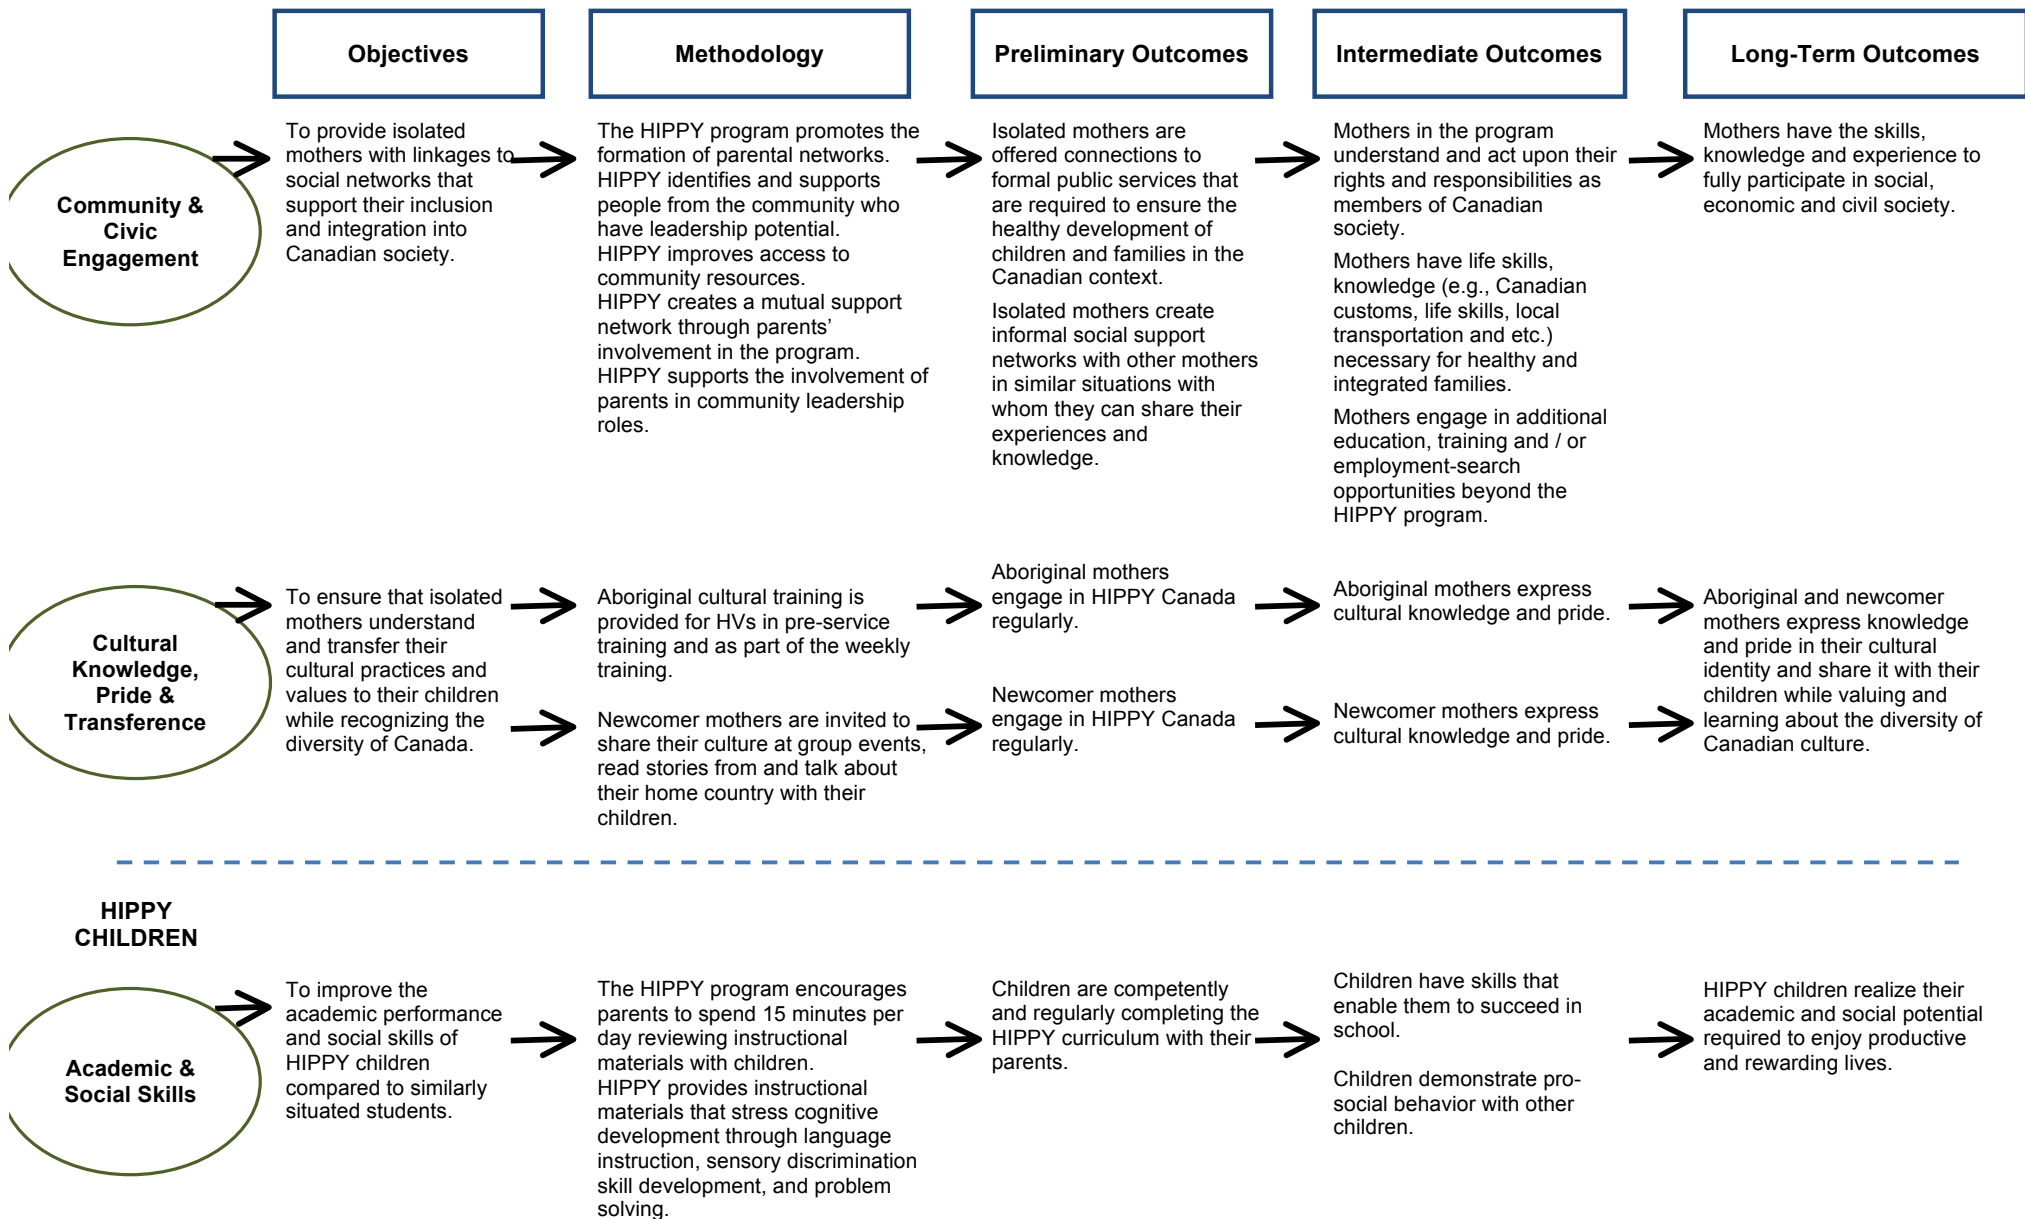 Objectives
Methodology
Preliminary Outcomes
Intermediate Outcomes
Long-Term Outcomes
Community &
Civic
Engagement
To provide isolated
mothers with linkages to
social networks that
support their inclusion
and integration into
Canadian society.
The HIPPY program promotes the
formation of parental networks.
HIPPY identifies and supports
people from the community who
have leadership potential.
HIPPY improves access to
community resources.
HIPPY creates a mutual support
network through parents’
involvement in the program.
HIPPY supports the involvement of
parents in community leadership
roles.
Isolated mothers are
offered connections to
formal public services that
are required to ensure the
healthy development of
children and families in the
Canadian context.
Isolated mothers create
informal social support
networks with other mothers
in similar situations with
whom they can share their
experiences and
knowledge.
Mothers in the program
understand and act upon their
rights and responsibilities as
members of Canadian
society.
Mothers have life skills,
knowledge (e.g., Canadian
customs, life skills, local
transportation and etc.)
necessary for healthy and
integrated families.
Mothers engage in additional
education, training and / or
employment-search
opportunities beyond the
HIPPY program.
Mothers have the skills,
knowledge and experience to
fully participate in social,
economic and civil society.
Cultural
Knowledge,
Pride &
Transference
To ensure that isolated
mothers understand
and transfer their
cultural practices and
values to their children
while recognizing the
diversity of Canada.
Aboriginal cultural training is
provided for HVs in pre-service
training and as part of the weekly
training.
Newcomer mothers are invited to
share their culture at group events,
read stories from and talk about
their home country with their
children.
Aboriginal mothers
engage in HIPPY Canada
regularly.
Newcomer mothers
engage in HIPPY Canada
regularly.
Aboriginal mothers express
cultural knowledge and pride.
Newcomer mothers express
cultural knowledge and pride.
Aboriginal and newcomer
mothers express knowledge
and pride in their cultural
identity and share it with their
children while valuing and
learning about the diversity of
Canadian culture.
HIPPY
CHILDREN
Academic &
Social Skills
To improve the
academic performance
and social skills of
HIPPY children
compared to similarly
situated students.
The HIPPY program encourages
parents to spend 15 minutes per
day reviewing instructional
materials with children.
HIPPY provides instructional
materials that stress cognitive
development through language
instruction, sensory discrimination
skill development, and problem
solving.
Children are competently
and regularly completing the
HIPPY curriculum with their
parents.
Children have skills that
enable them to succeed in
school.
Children demonstrate pro-
social behavior with other
children.
HIPPY children realize their
academic and social potential
required to enjoy productive
and rewarding lives.